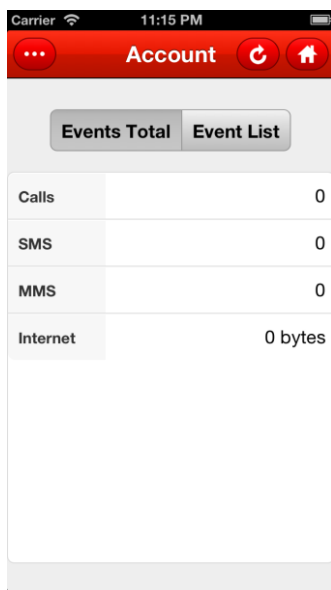 Carrier 11:15 PM
Account
Events Total Event List
Calls 0
SMS 0
MMS 0
Internet 0 bytes